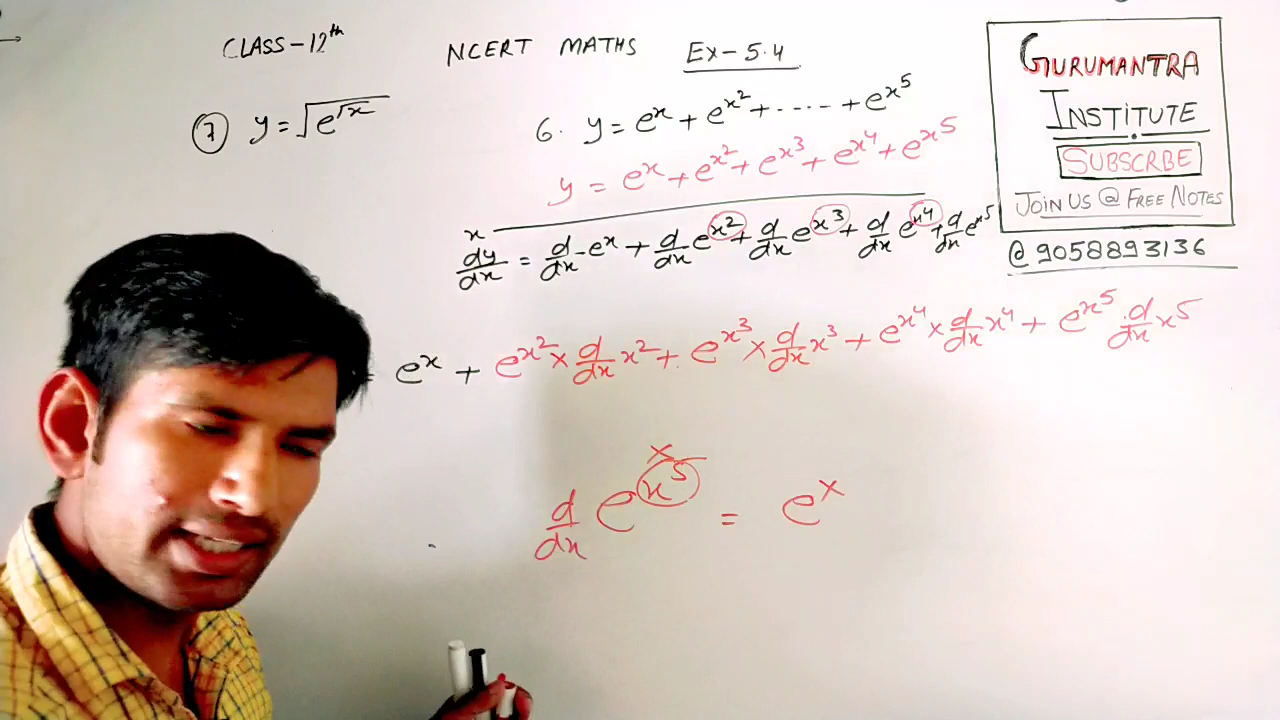 CLASS-12th
NCERT MATHS
Ex-5.4
⑦ y=√(e^√x)
6. y=e^x+e^x²+.....+e^x⁵
y = e^x+e^x²+e^x³+e^x⁴+e^x⁵
x
dy/dx = d/dx e^x + d/dx e^x² + d/dx e^x³ + d/dx e^x⁴ + d/dx e^x⁵
= e^x + e^x² × d/dx x² + e^x³ × d/dx x³ + e^x⁴ × d/dx x⁴ + e^x⁵ d/dx x⁵
x
d/dx e^x⁵ = e^x
GURUMANTRA
INSTITUTE
SUBSCRBE
JOIN US @ FREE NOTES
@ 9058893136